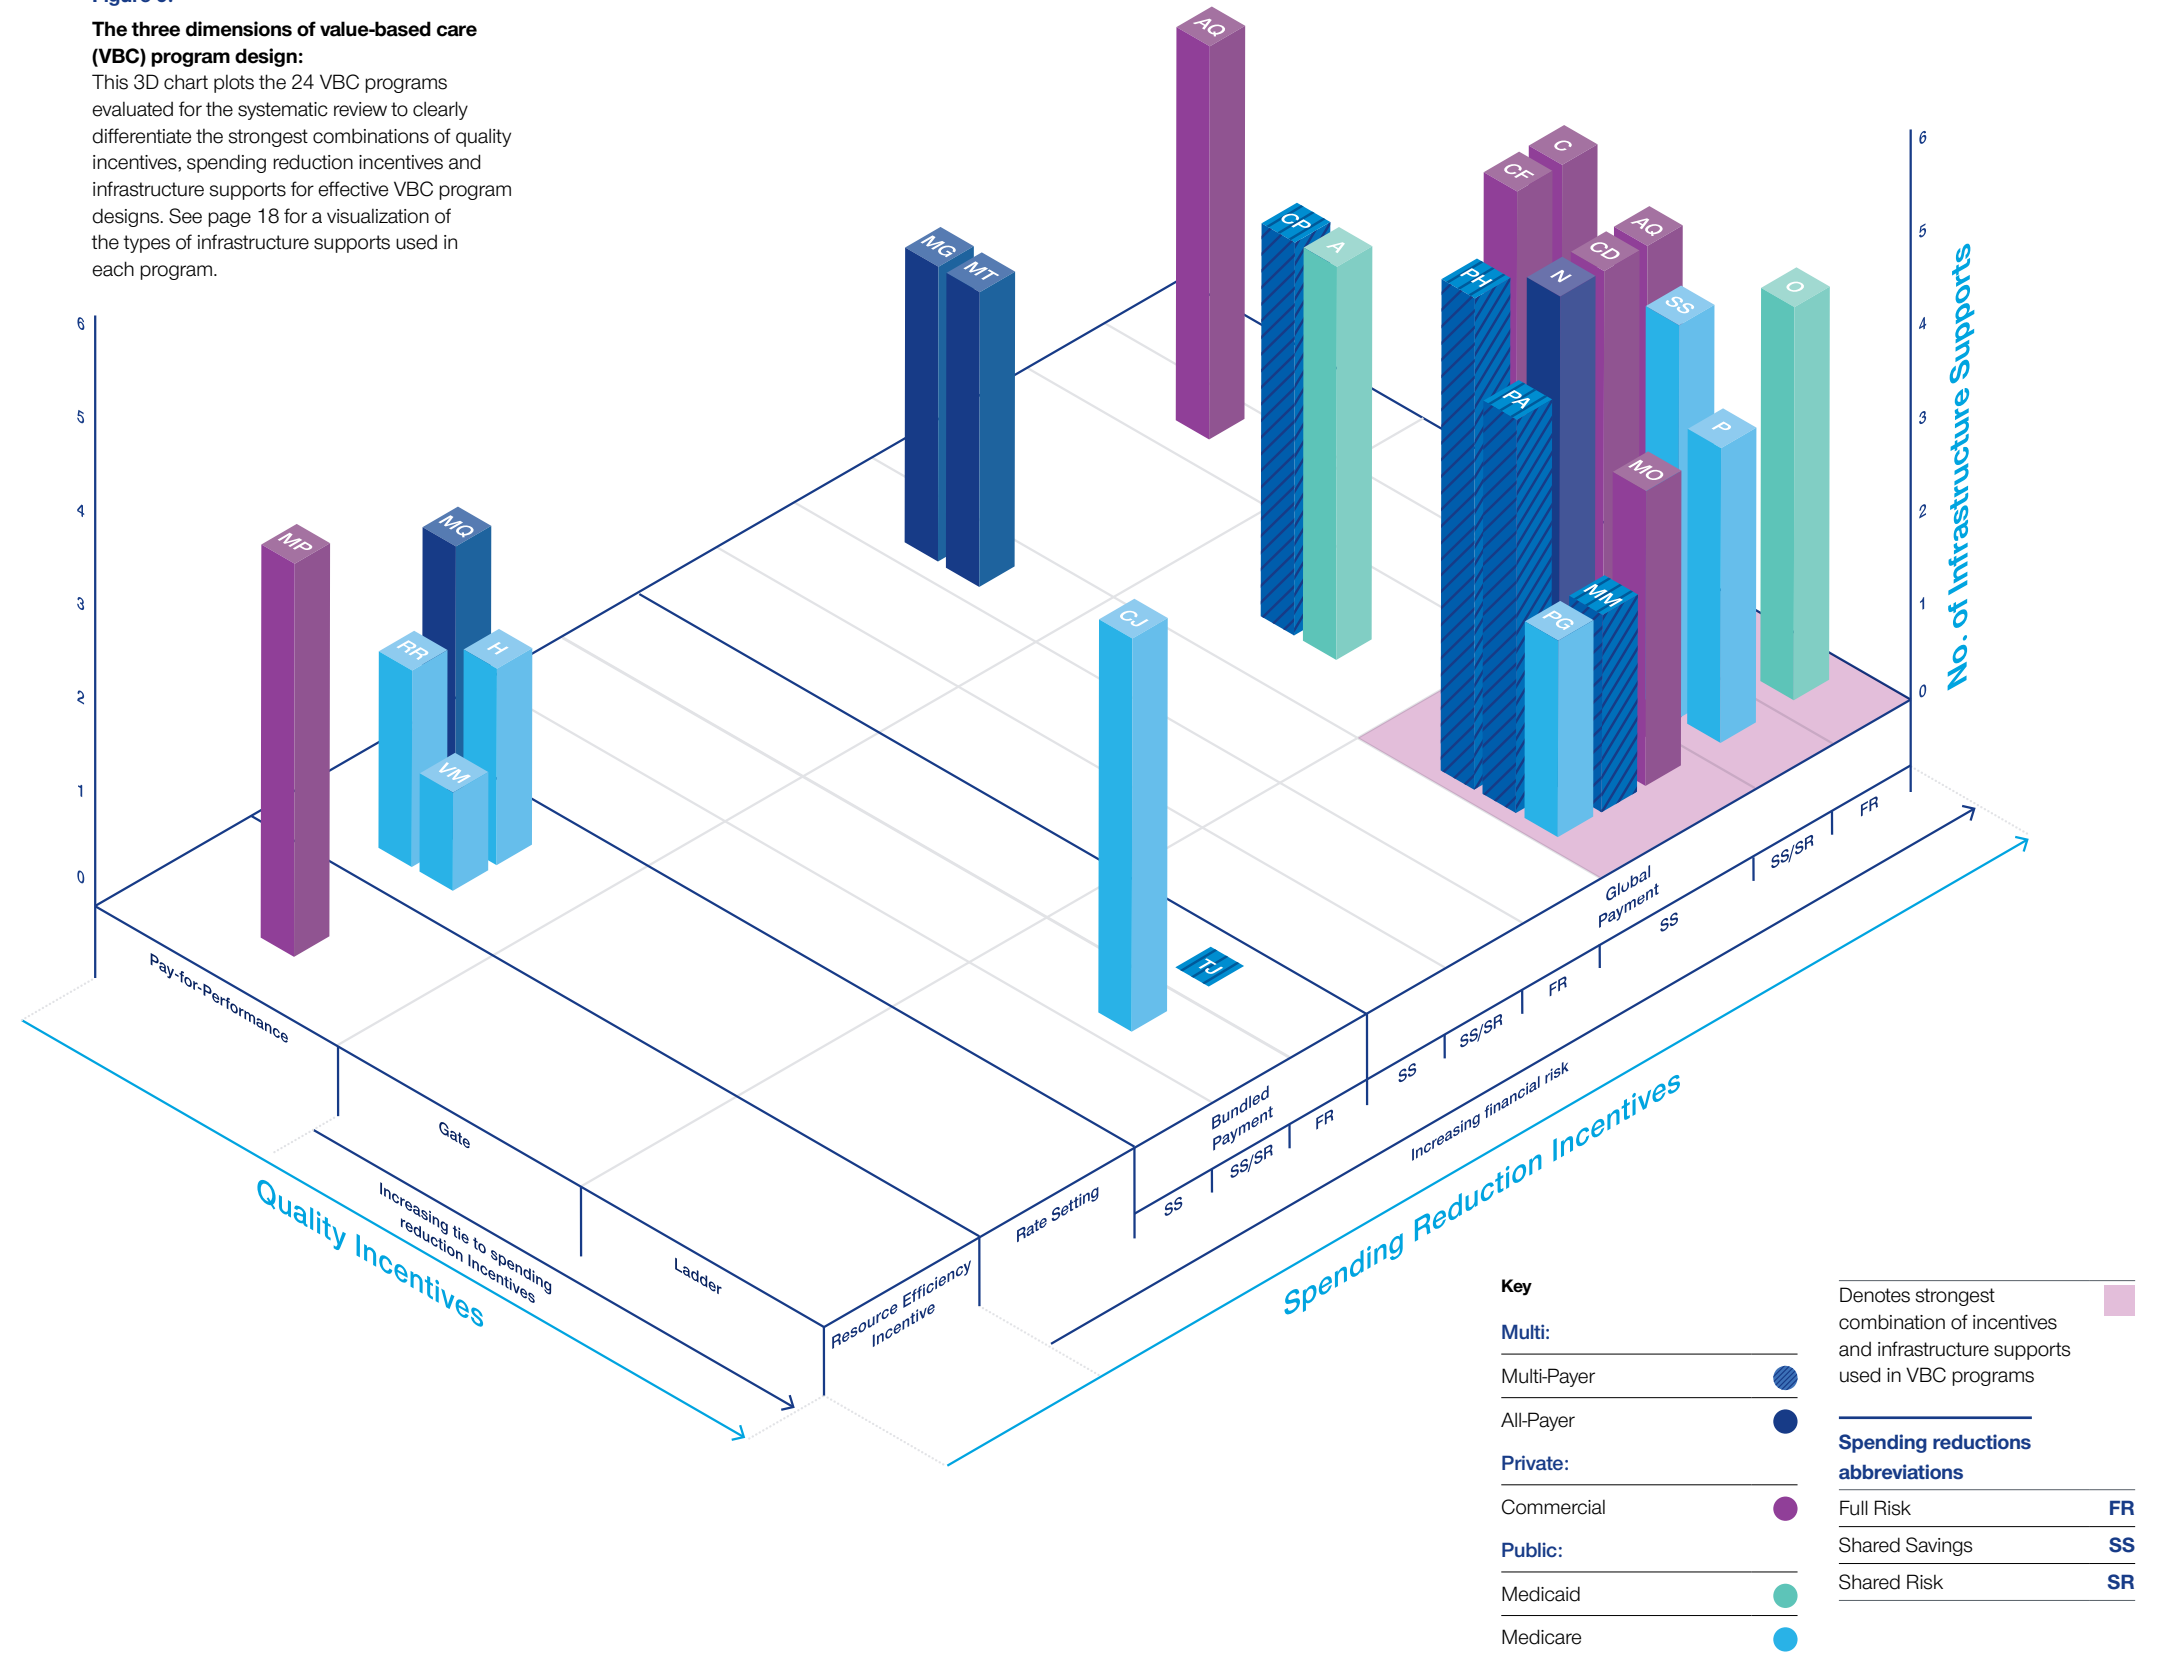 The three dimensions of value-based care
(VBC) program design:
This 3D chart plots the 24 VBC programs
evaluated for the systematic review to clearly
differentiate the strongest combinations of quality
incentives, spending reduction incentives and
infrastructure supports for effective VBC program
designs. See page 18 for a visualization of
the types of infrastructure supports used in
each program.
AQ
C
CF
AQ
CD
CP
A
MG
MT
PH
N
SS
O
PA
P
MO
MM
PG
CJ
TJ
MP
MQ
RR
H
VM
6
5
4
3
2
1
0
6
5
4
3
2
1
0
No. of Infrastructure Supports
Pay-for-Performance
Gate
Ladder
Increasing tie to spending
reduction Incentives
Quality Incentives
Resource Efficiency
Incentive
Rate Setting
Bundled
Payment
SS
SS/SR
FR
SS
SS/SR
FR
Global
Payment
SS
SS/SR
FR
Increasing financial risk
Spending Reduction Incentives
Key
Multi:
Multi-Payer
All-Payer
Private:
Commercial
Public:
Medicaid
Medicare
Denotes strongest
combination of incentives
and infrastructure supports
used in VBC programs
Spending reductions
abbreviations
Full Risk FR
Shared Savings SS
Shared Risk SR